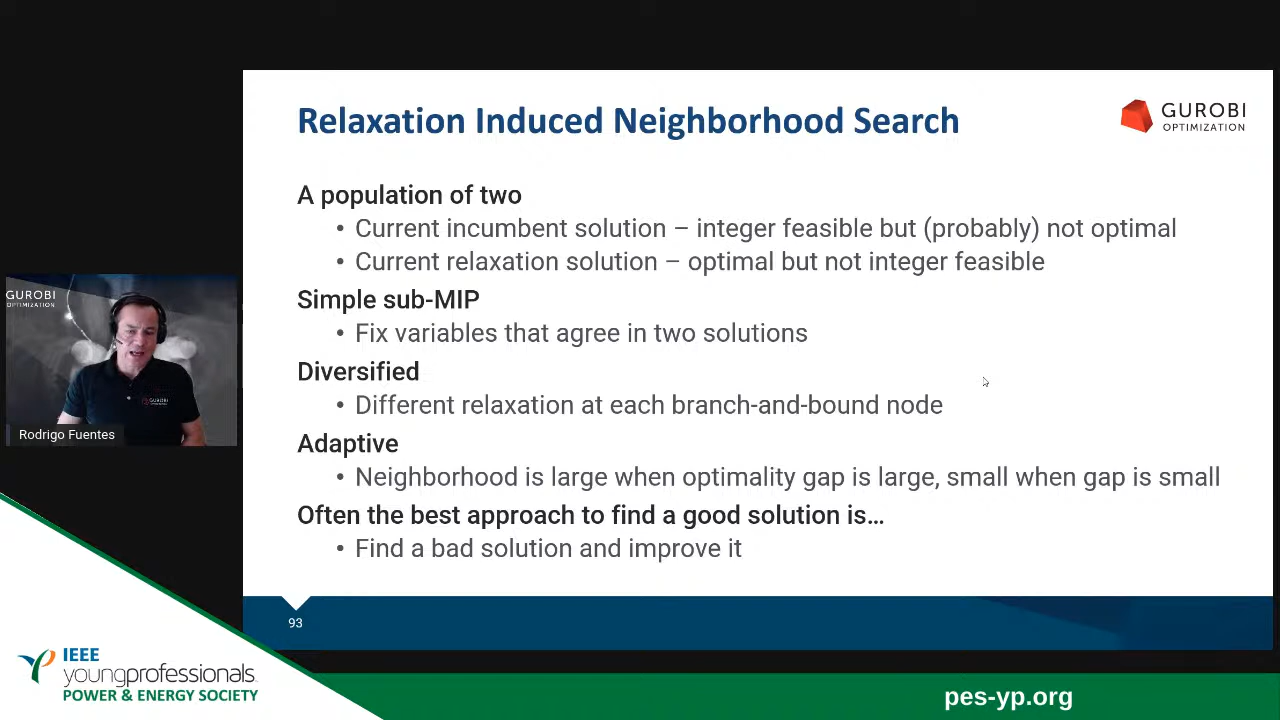 Relaxation Induced Neighborhood Search
GUROBI
OPTIMIZATION
A population of two
• Current incumbent solution – integer feasible but (probably) not optimal
• Current relaxation solution – optimal but not integer feasible
Simple sub-MIP
• Fix variables that agree in two solutions
Diversified
• Different relaxation at each branch-and-bound node
Adaptive
• Neighborhood is large when optimality gap is large, small when gap is small
Often the best approach to find a good solution is...
• Find a bad solution and improve it
93
GUROBI
OPTIMIZATION
GUROBI
Rodrigo Fuentes
IEEE
youngprofessionals
POWER & ENERGY SOCIETY
pes-yp.org